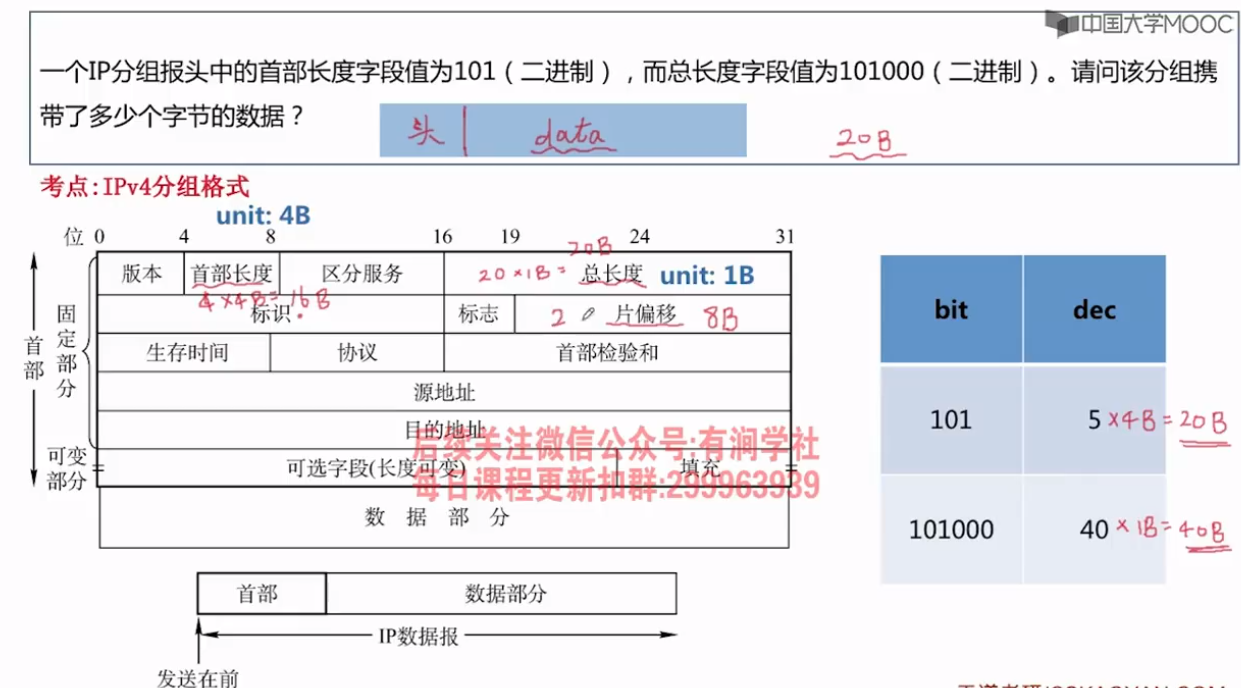 中国大学MOOC
一个IP分组报头中的首部长度字段值为101（二进制），而总长度字段值为101000（二进制）。请问该分组携
带了多少个字节的数据？
头 data 20B
考点:IPv4分组格式
unit: 4B
位 0 4 8 16 19 24 31
20B
版本 首部长度 区分服务 20×1B= 总长度 unit: 1B
4×4B=16B
标识 标志 2 片偏移 8B
生存时间 协议 首部检验和
源地址
目的地址
可选字段(长度可变) 填充
数 据 部 分
首部
固定部分
可变部分
后续关注微信公众号:有涧学社
每日课程更新扣群:299963939
bit dec
101 5 ×4B=20B
101000 40 ×1B=40B
首部 数据部分
IP数据报
发送在前